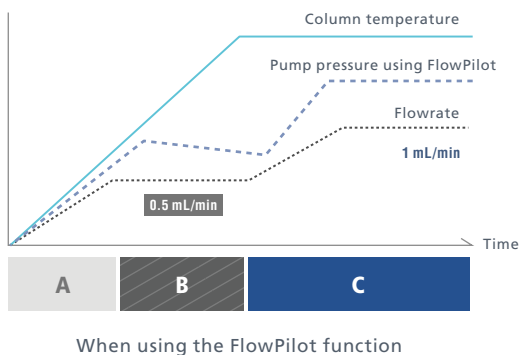 Column temperature
Pump pressure using FlowPilot
Flowrate
1 mL/min
0.5 mL/min
Time
A
B
C
When using the FlowPilot function